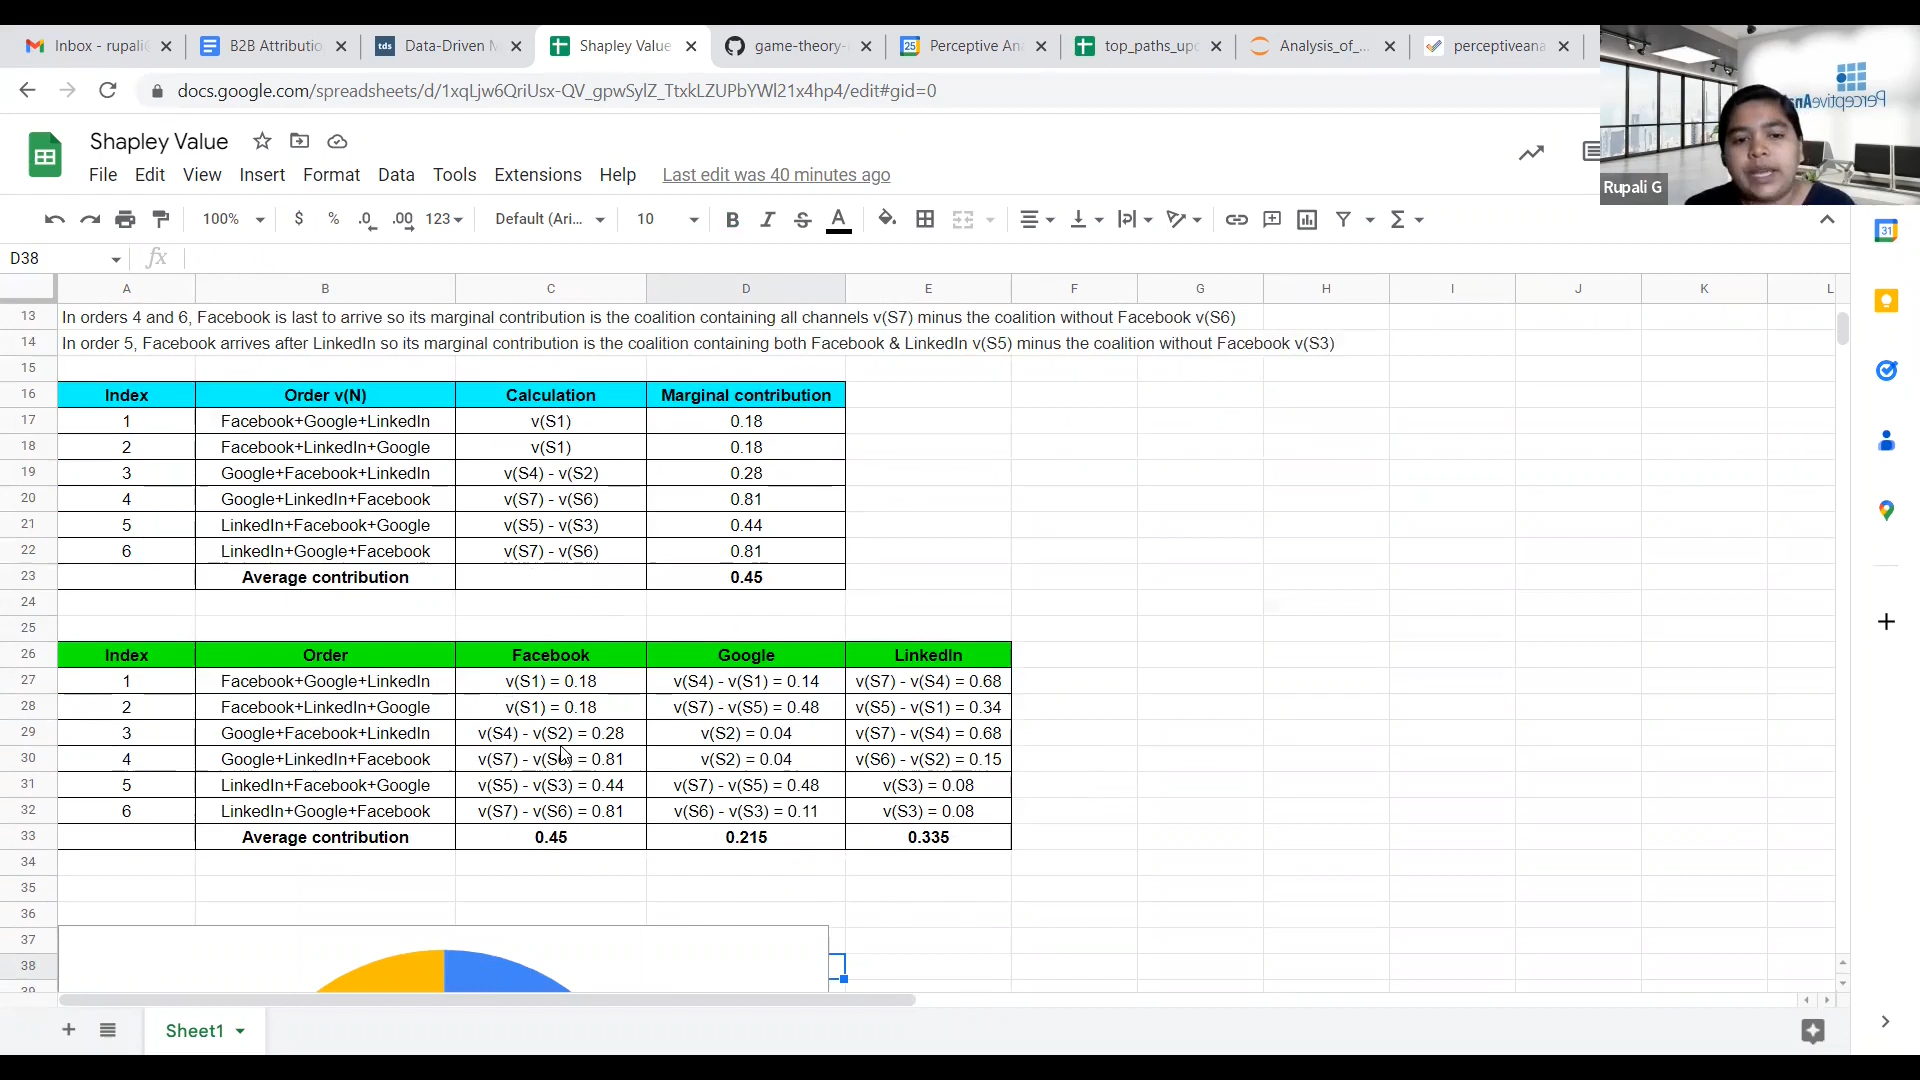 Inbox - rupali
B2B Attributio
tds Data-Driven M
Shapley Value
game-theory-
25 Perceptive Ana
top_paths_upd
Analysis_of_...
perceptiveana
docs.google.com/spreadsheets/d/1xqLjw6QriUsx-QV_gpwSylZ_TtxkLZUPbYWl21x4hp4/edit#gid=0
PerceptiveAna
Rupali G
Shapley Value
File Edit View Insert Format Data Tools Extensions Help Last edit was 40 minutes ago
100% $ % .0 .00 123 Default (Ari... 10 B I S A
31
D38 fx
A B C D E F G H I J K L
13 In orders 4 and 6, Facebook is last to arrive so its marginal contribution is the coalition containing all channels v(S7) minus the coalition without Facebook v(S6)
14 In order 5, Facebook arrives after LinkedIn so its marginal contribution is the coalition containing both Facebook & LinkedIn v(S5) minus the coalition without Facebook v(S3)
15
16 Index Order v(N) Calculation Marginal contribution
17 1 Facebook+Google+LinkedIn v(S1) 0.18
18 2 Facebook+LinkedIn+Google v(S1) 0.18
19 3 Google+Facebook+LinkedIn v(S4) - v(S2) 0.28
20 4 Google+LinkedIn+Facebook v(S7) - v(S6) 0.81
21 5 LinkedIn+Facebook+Google v(S5) - v(S3) 0.44
22 6 LinkedIn+Google+Facebook v(S7) - v(S6) 0.81
23 Average contribution 0.45
24
25
26 Index Order Facebook Google LinkedIn
27 1 Facebook+Google+LinkedIn v(S1) = 0.18 v(S4) - v(S1) = 0.14 v(S7) - v(S4) = 0.68
28 2 Facebook+LinkedIn+Google v(S1) = 0.18 v(S7) - v(S5) = 0.48 v(S5) - v(S1) = 0.34
29 3 Google+Facebook+LinkedIn v(S4) - v(S2) = 0.28 v(S2) = 0.04 v(S7) - v(S4) = 0.68
30 4 Google+LinkedIn+Facebook v(S7) - v(S6) = 0.81 v(S2) = 0.04 v(S6) - v(S2) = 0.15
31 5 LinkedIn+Facebook+Google v(S5) - v(S3) = 0.44 v(S7) - v(S5) = 0.48 v(S3) = 0.08
32 6 LinkedIn+Google+Facebook v(S7) - v(S6) = 0.81 v(S6) - v(S3) = 0.11 v(S3) = 0.08
33 Average contribution 0.45 0.215 0.335
34
35
36
37
38
39
Sheet1